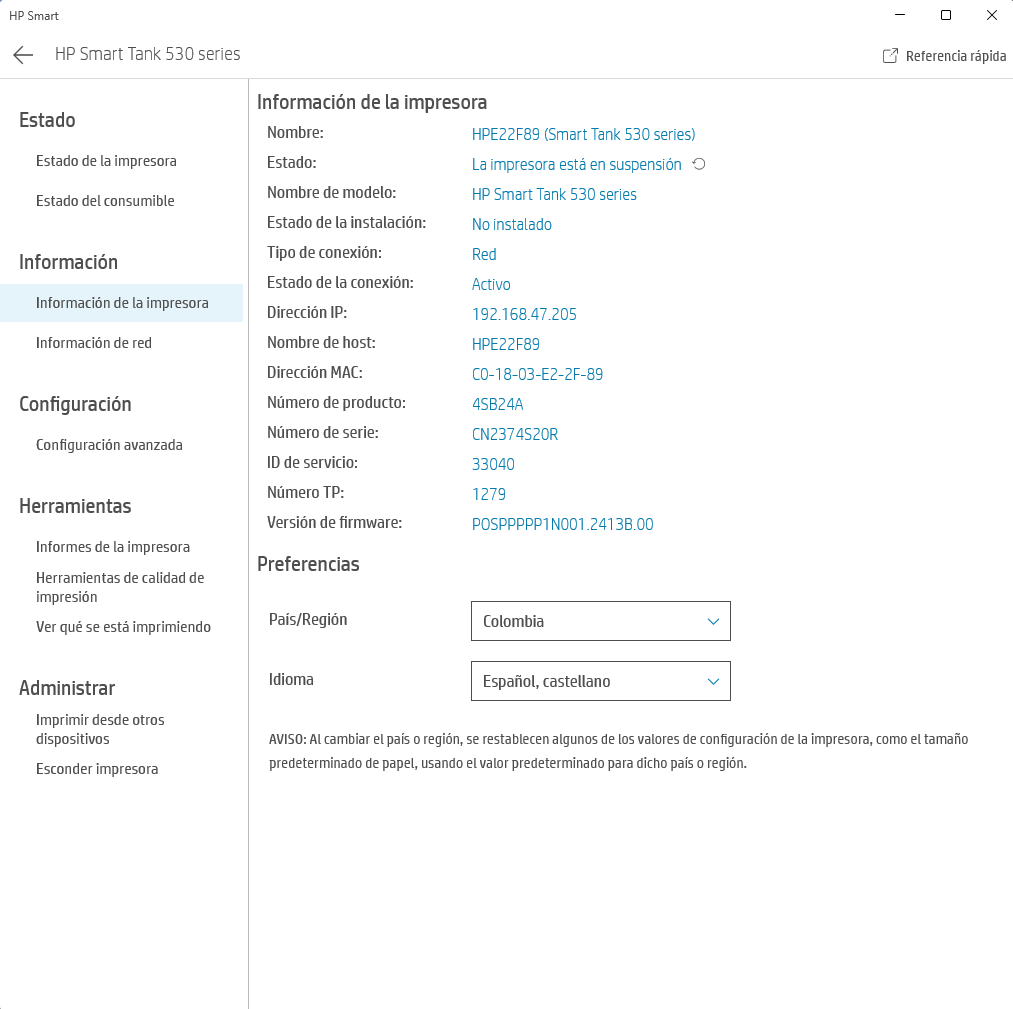 HP Smart
HP Smart Tank 530 series
Referencia rápida
Estado
Estado de la impresora
Estado del consumible
Información
Información de la impresora
Información de red
Configuración
Configuración avanzada
Herramientas
Informes de la impresora
Herramientas de calidad de
impresión
Ver qué se está imprimiendo
Administrar
Imprimir desde otros
dispositivos
Esconder impresora
Información de la impresora
Nombre: HPE22F89 (Smart Tank 530 series)
Estado: La impresora está en suspensión
Nombre de modelo: HP Smart Tank 530 series
Estado de la instalación: No instalado
Tipo de conexión: Red
Estado de la conexión: Activo
Dirección IP: 192.168.47.205
Nombre de host: HPE22F89
Dirección MAC: C0-18-03-E2-2F-89
Número de producto: 4SB24A
Número de serie: CN2374S20R
ID de servicio: 33040
Número TP: 1279
Versión de firmware: POSPPPPP1N001.2413B.00
Preferencias
País/Región Colombia
Idioma Español, castellano
AVISO: Al cambiar el país o región, se restablecen algunos de los valores de configuración de la impresora, como el tamaño
predeterminado de papel, usando el valor predeterminado para dicho país o región.